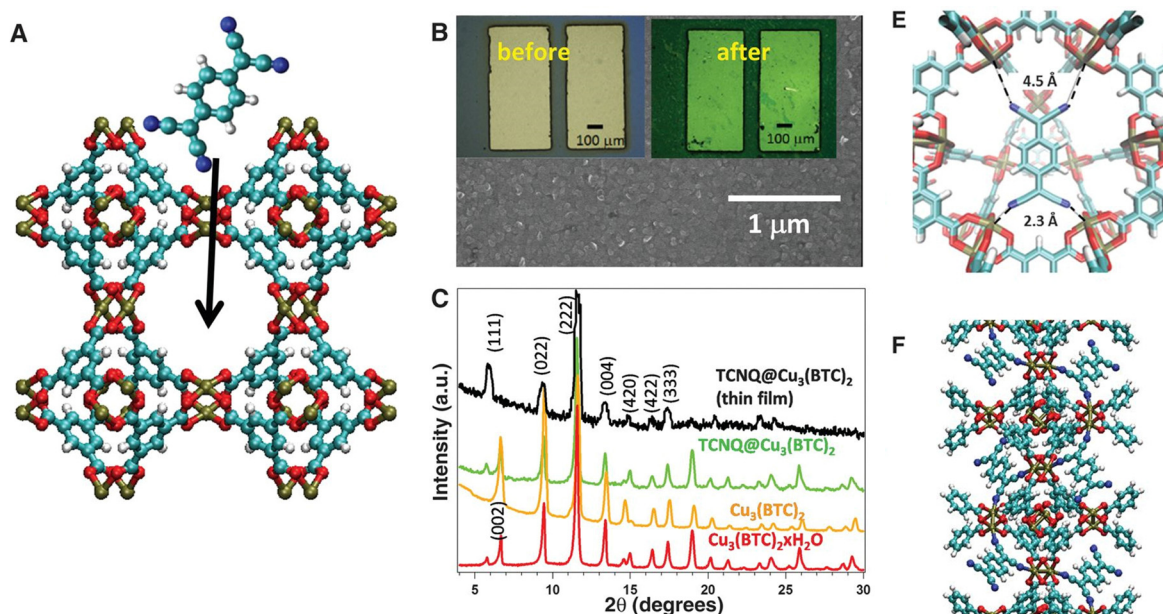 A
B
before
after
100 μm
100 μm
1 μm
C
Intensity (a.u.)
(111)
(022)
(222)
(004)
(420)
(422)
(333)
TCNQ@Cu₃(BTC)₂
(thin film)
TCNQ@Cu₃(BTC)₂
Cu₃(BTC)₂
(002)
Cu₃(BTC)₂xH₂O
5 10 15 20 25 30
2θ (degrees)
E
4.5 Å
2.3 Å
F